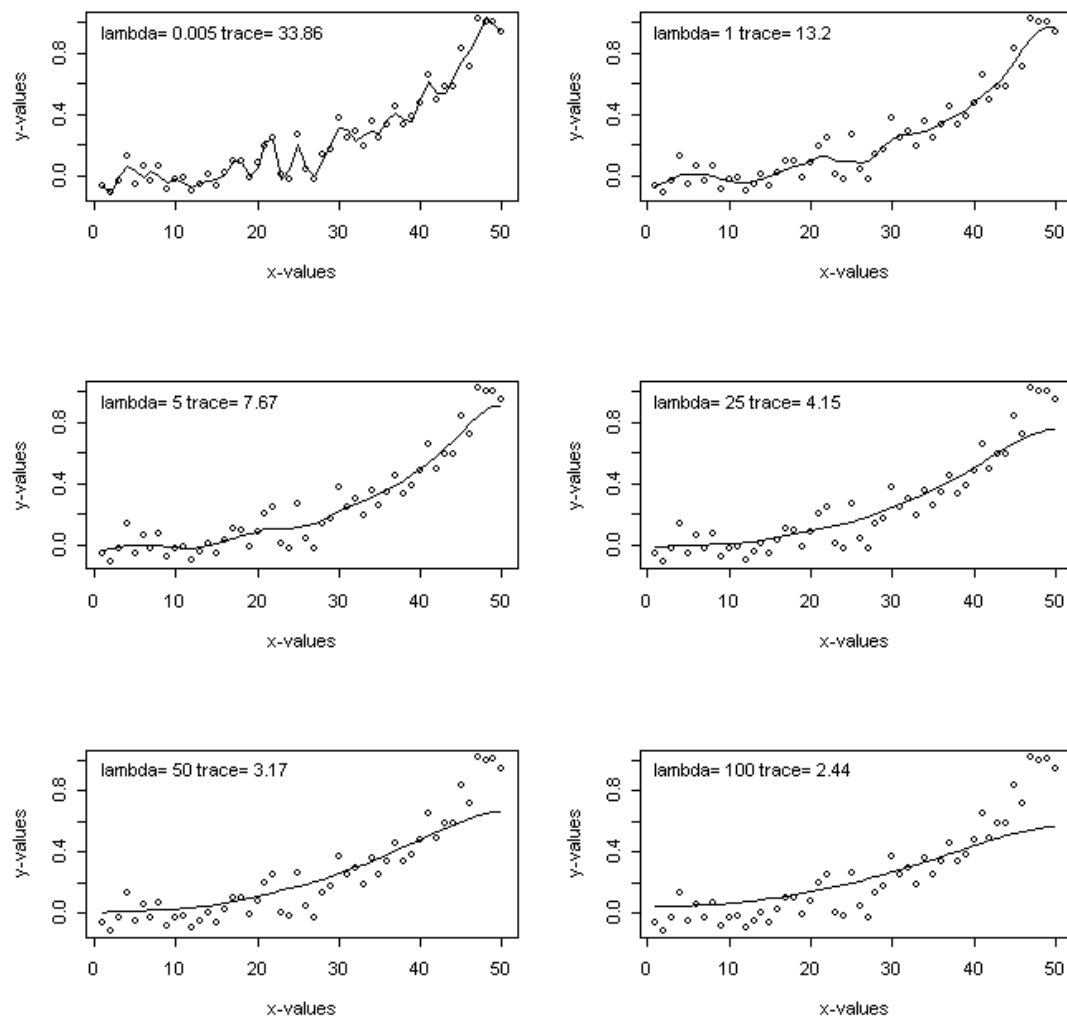 lambda= 0.005 trace= 33.86
y-values
0.0 0.4 0.8
0 10 20 30 40 50
x-values
lambda= 1 trace= 13.2
y-values
0.0 0.4 0.8
0 10 20 30 40 50
x-values
lambda= 5 trace= 7.67
y-values
0.0 0.4 0.8
0 10 20 30 40 50
x-values
lambda= 25 trace= 4.15
y-values
0.0 0.4 0.8
0 10 20 30 40 50
x-values
lambda= 50 trace= 3.17
y-values
0.0 0.4 0.8
0 10 20 30 40 50
x-values
lambda= 100 trace= 2.44
y-values
0.0 0.4 0.8
0 10 20 30 40 50
x-values